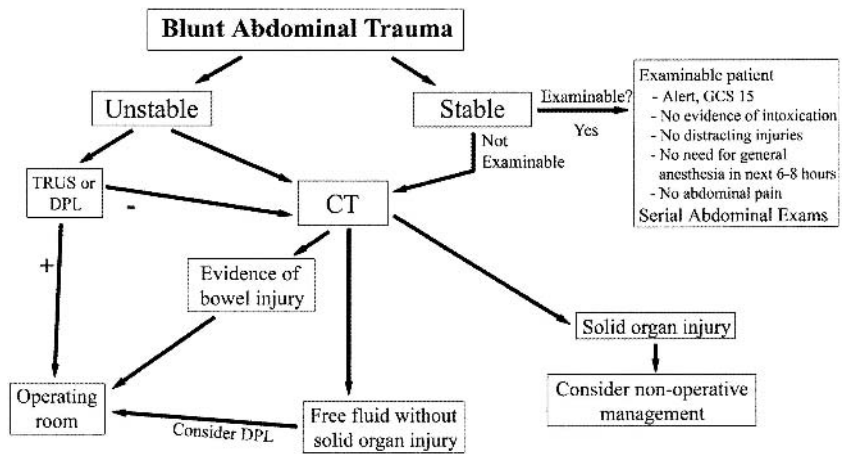 Blunt Abdominal Trauma
Unstable
Stable
Examinable?
Yes
Not
Examinable
Examinable patient
- Alert, GCS 15
- No evidence of intoxication
- No distracting injuries
- No need for general
anesthesia in next 6-8 hours
- No abdominal pain
Serial Abdominal Exams
TRUS or
DPL
-
CT
+
Evidence of
bowel injury
Solid organ injury
Operating
room
Consider DPL
Free fluid without
solid organ injury
Consider non-operative
management